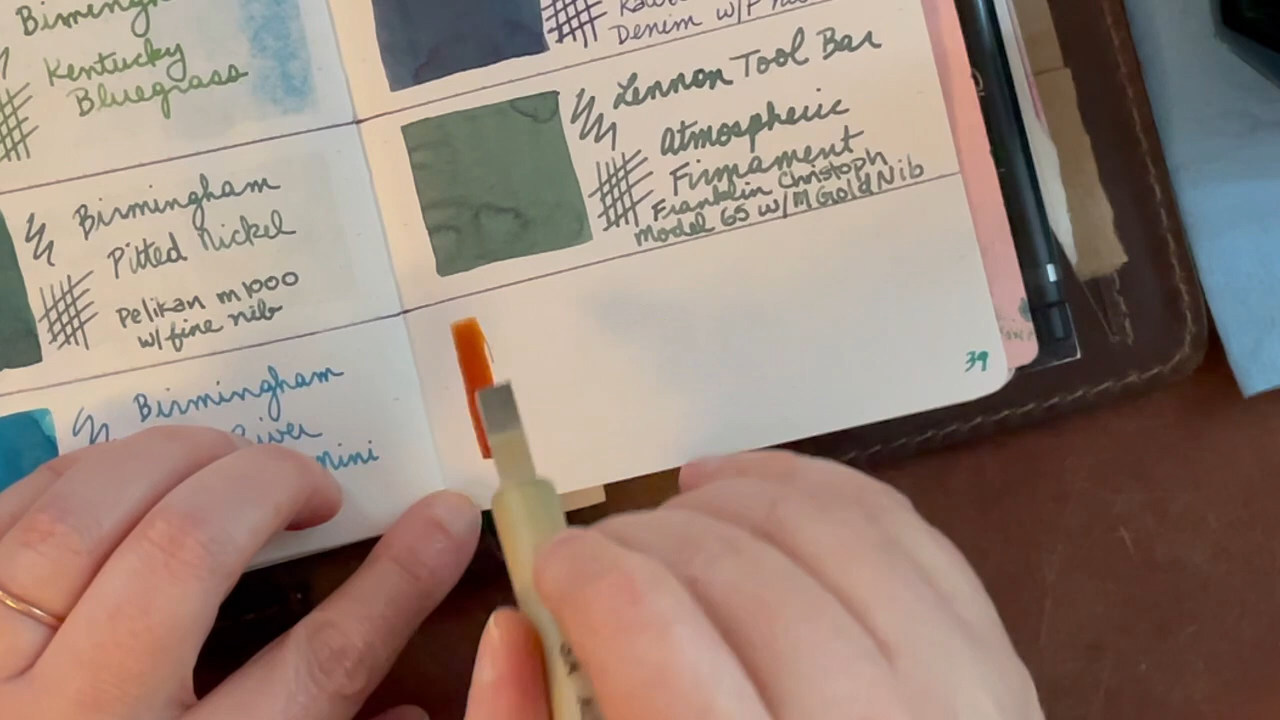 Birmingham
Kentucky
Bluegrass
Birmingham
Pitted Nickel
Pelikan m1000
w/fine nib
Birmingham
River
mini
Denim w/F
Lennon Tool Bar
Atmospheric
Firmament
Franklin Christoph
Model 65 w/M Gold Nib
39